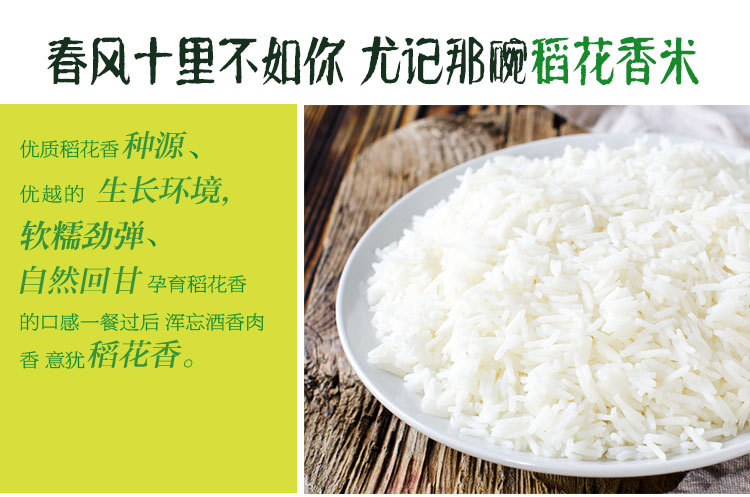 春风十里不如你 尤记那碗稻花香米
优质稻花香种源、
优越的 生长环境,
软糯劲弹、
自然回甘孕育稻花香
的口感一餐过后 浑忘酒香肉
香 意犹稻花香。